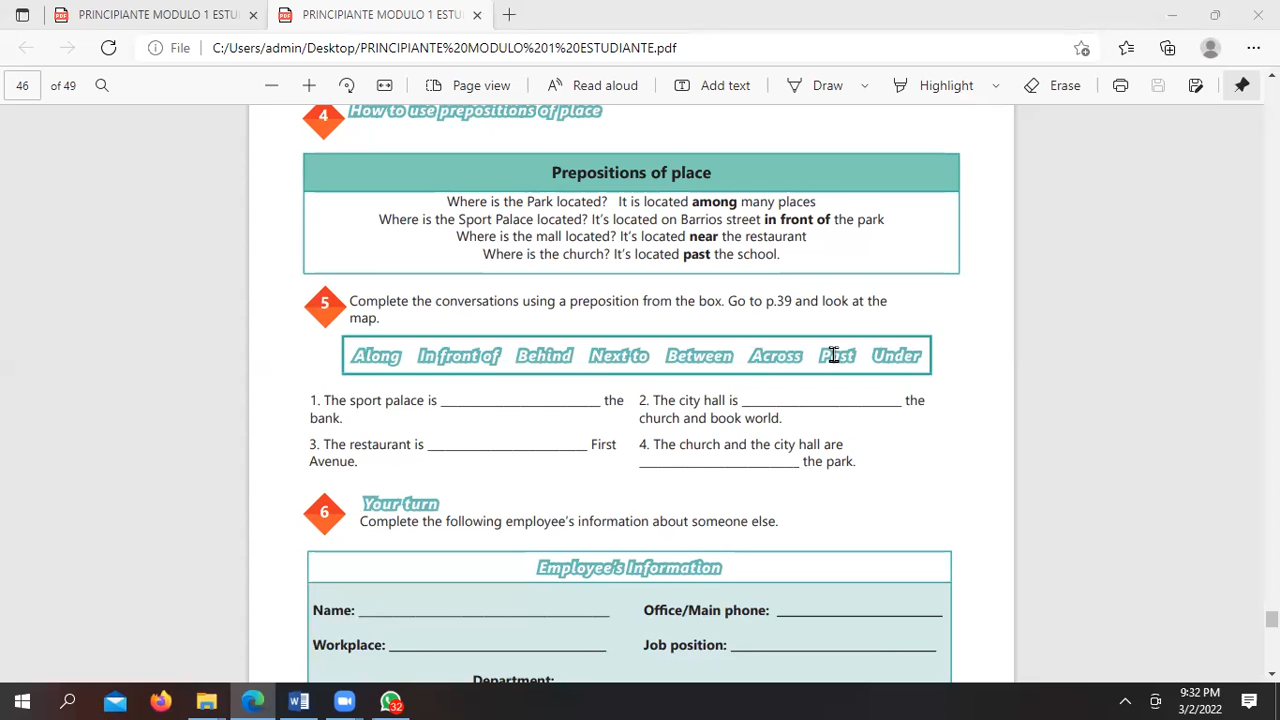 PRINCIPIANTE MODULO 1 ESTU
PRINCIPIANTE MODULO 1 ESTU
File
C:/Users/admin/Desktop/PRINCIPIANTE%20MODULO%201%20ESTUDIANTE.pdf
46 of 49
Page view
Read aloud
Add text
Draw
Highlight
Erase
4 How to use prepositions of place
Prepositions of place
Where is the Park located? It is located among many places
Where is the Sport Palace located? It's located on Barrios street in front of the park
Where is the mall located? It's located near the restaurant
Where is the church? It's located past the school.
5 Complete the conversations using a preposition from the box. Go to p.39 and look at the
map.
Along In front of Behind Next to Between Across Past Under
1. The sport palace is ______________________ the
bank.
2. The city hall is ______________________ the
church and book world.
3. The restaurant is ______________________ First
Avenue.
4. The church and the city hall are
______________________ the park.
6 Your turn
Complete the following employee's information about someone else.
Employee's Information
Name: ______________________ Office/Main phone: ______________________
Workplace: ______________________ Job position: ______________________
Department:
32
9:32 PM
3/2/2022